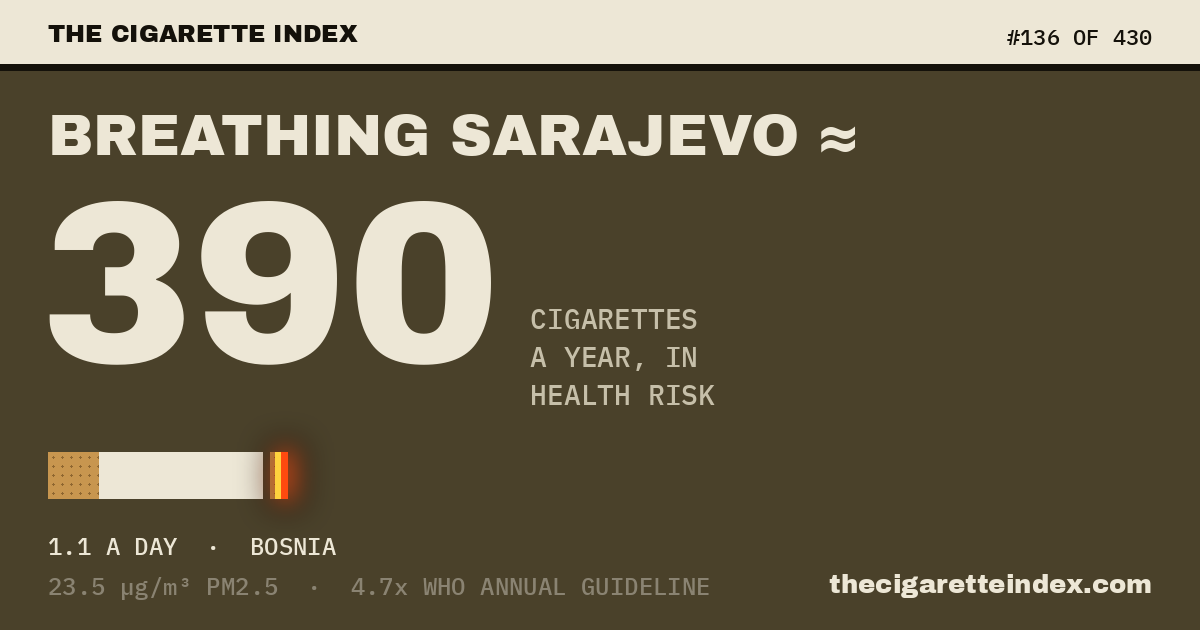 THE CIGARETTE INDEX
#136 OF 430
BREATHING SARAJEVO ≈
390
CIGARETTES
A YEAR, IN
HEALTH RISK
1.1 A DAY · BOSNIA
23.5 µg/m³ PM2.5 · 4.7x WHO ANNUAL GUIDELINE
thecigaretteindex.com